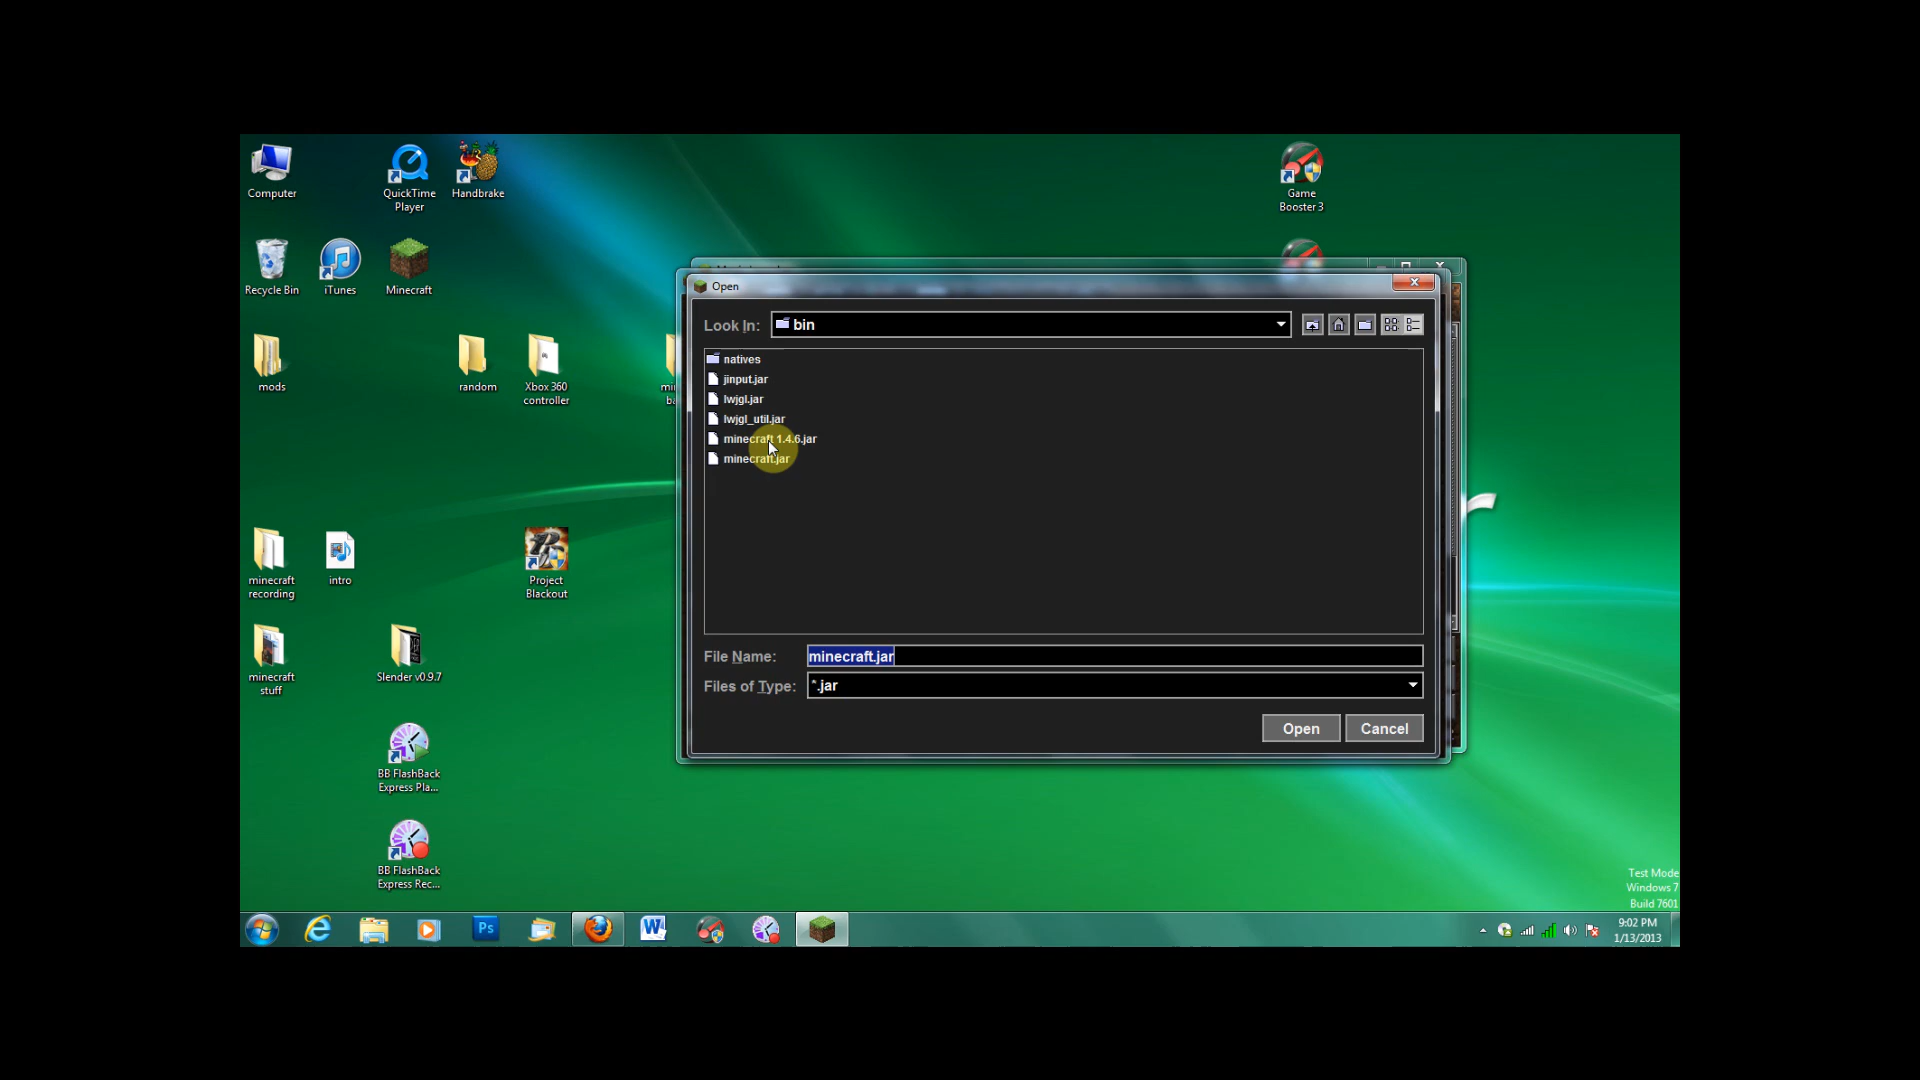 Computer
QuickTime
Player
Handbrake
Game
Booster 3
Recycle Bin
iTunes
Minecraft
mods
random
Xbox 360
controller
minecraft
recording
intro
Project
Blackout
minecraft
stuff
Slender v0.9.7
BB FlashBack
Express Pla...
BB FlashBack
Express Rec...
Open
Look In:
bin
natives
jinput.jar
lwjgl.jar
lwjgl_util.jar
minecraft 1.4.6.jar
minecraft.jar
File Name:
minecraft.jar
Files of Type:
*.jar
Open
Cancel
Test Mode
Windows 7
Build 7601
Ps
W
9:02 PM
1/13/2013